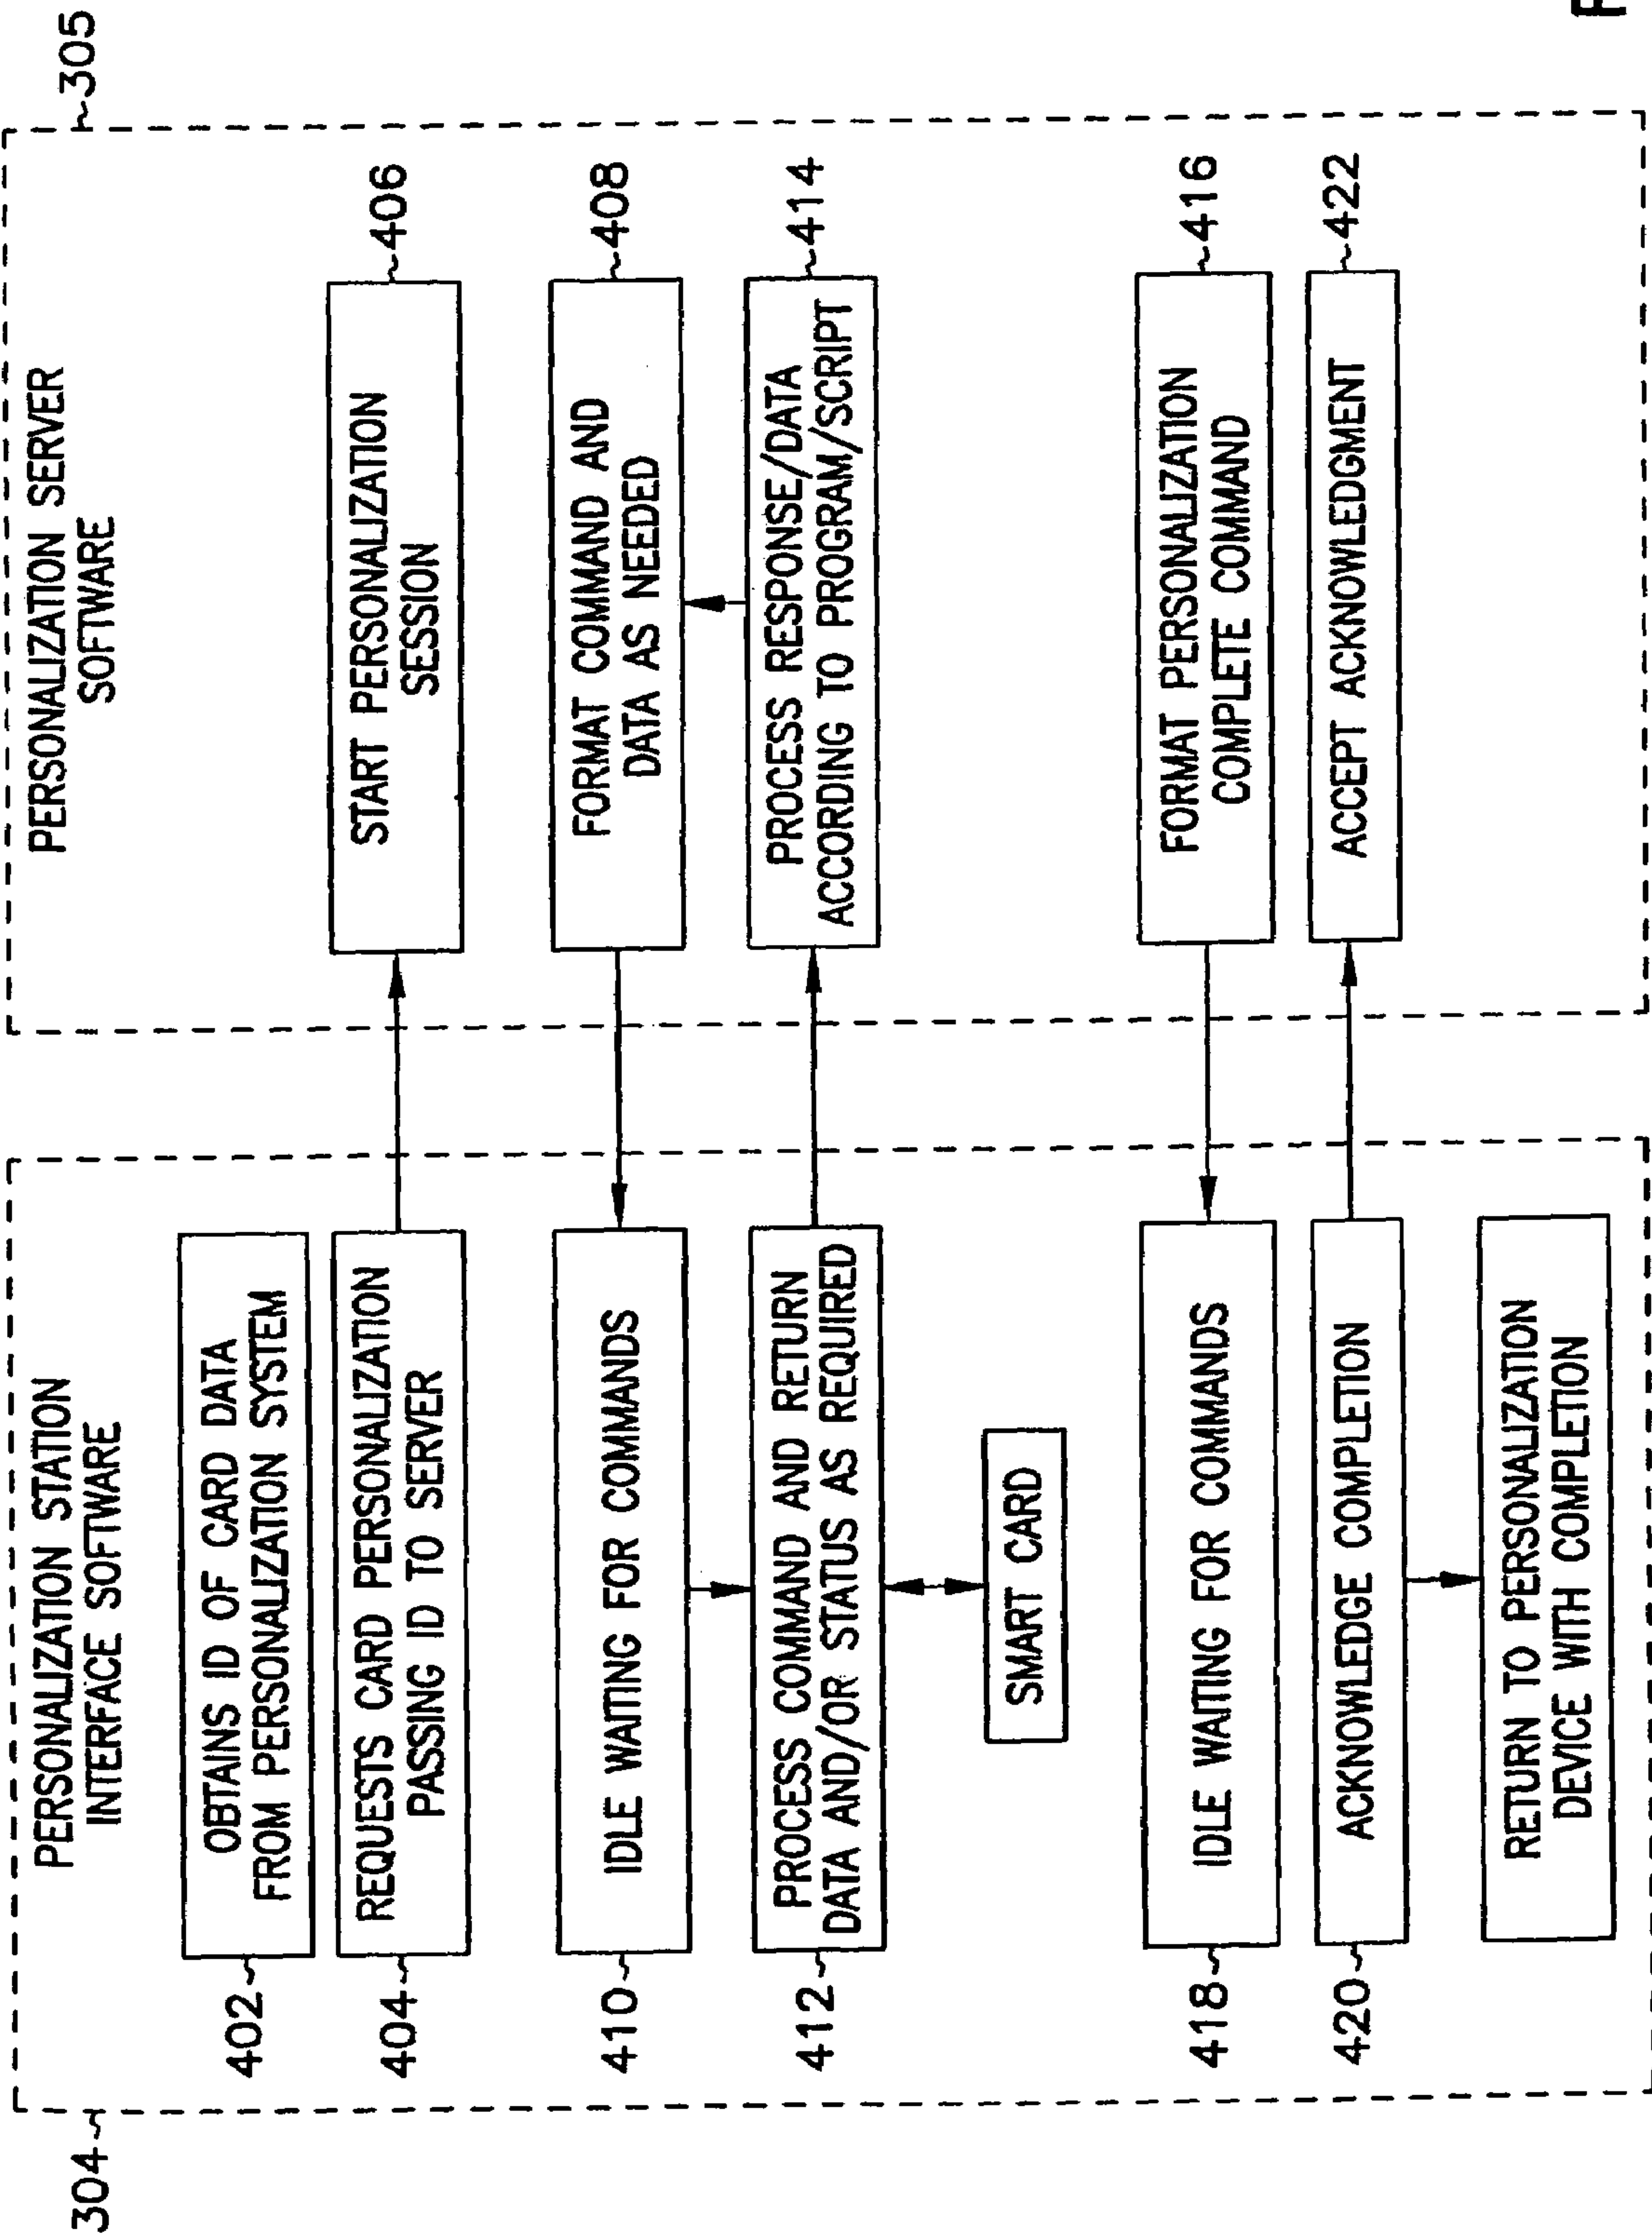 304
PERSONALIZATION STATION
INTERFACE SOFTWARE
402
OBTAINS ID OF CARD DATA
FROM PERSONALIZATION SYSTEM
404
REQUESTS CARD PERSONALIZATION
PASSING ID TO SERVER
410
IDLE WAITING FOR COMMANDS
412
PROCESS COMMAND AND RETURN
DATA AND/OR STATUS AS REQUIRED
SMART CARD
418
IDLE WAITING FOR COMMANDS
420
ACKNOWLEDGE COMPLETION
RETURN TO PERSONALIZATION
DEVICE WITH COMPLETION
305
PERSONALIZATION SERVER
SOFTWARE
START PERSONALIZATION
SESSION
406
FORMAT COMMAND AND
DATA AS NEEDED
408
PROCESS RESPONSE/DATA
ACCORDING TO PROGRAM/SCRIPT
414
FORMAT PERSONALIZATION
COMPLETE COMMAND
416
ACCEPT ACKNOWLEDGMENT
422